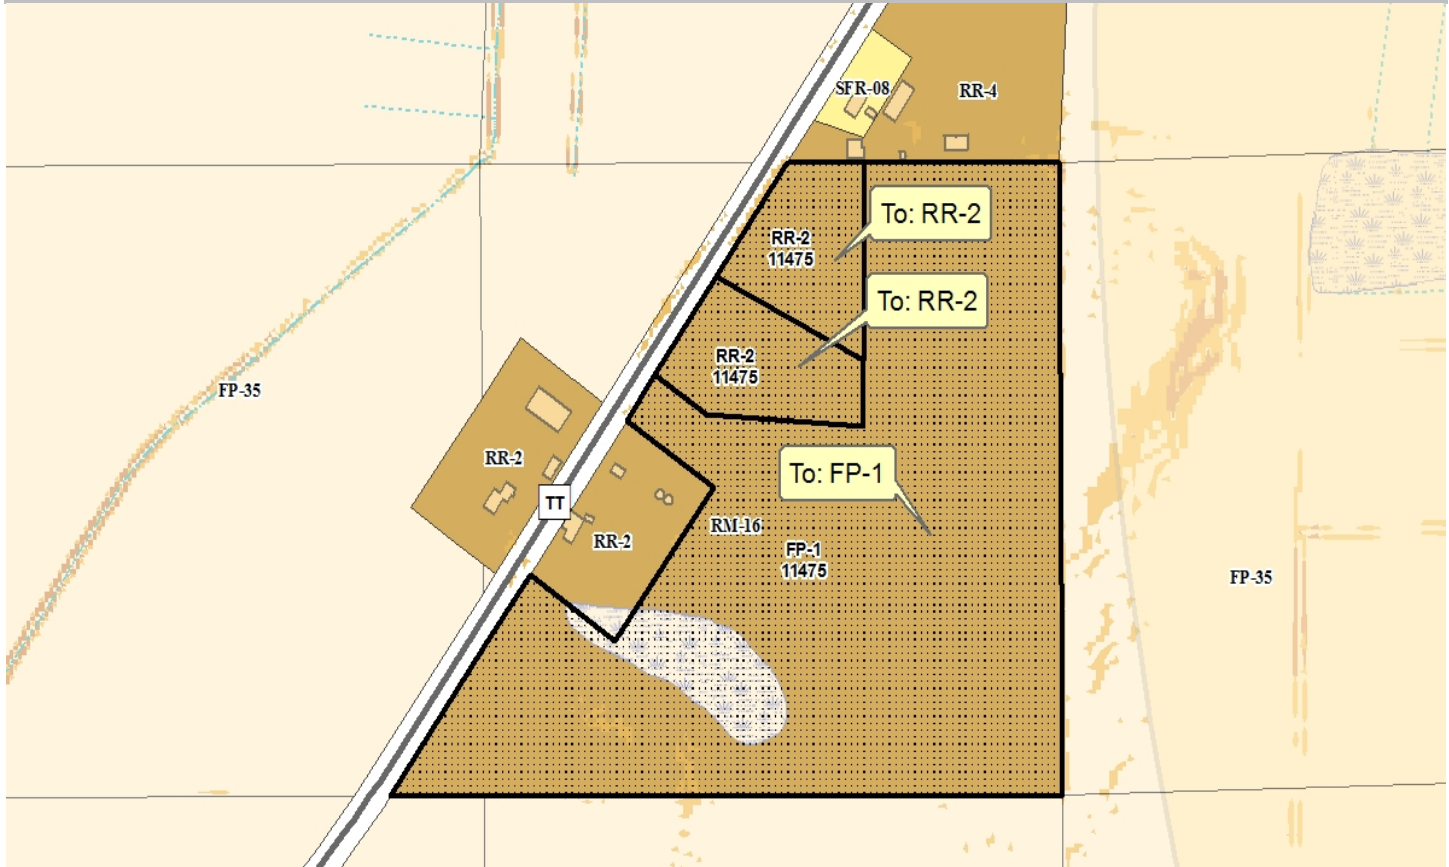 SFR-08
RR-4
To: RR-2
RR-2
11475
To: RR-2
RR-2
11475
FP-35
To: FP-1
RR-2
TT
RM-16
RR-2
FP-1
11475
FP-35